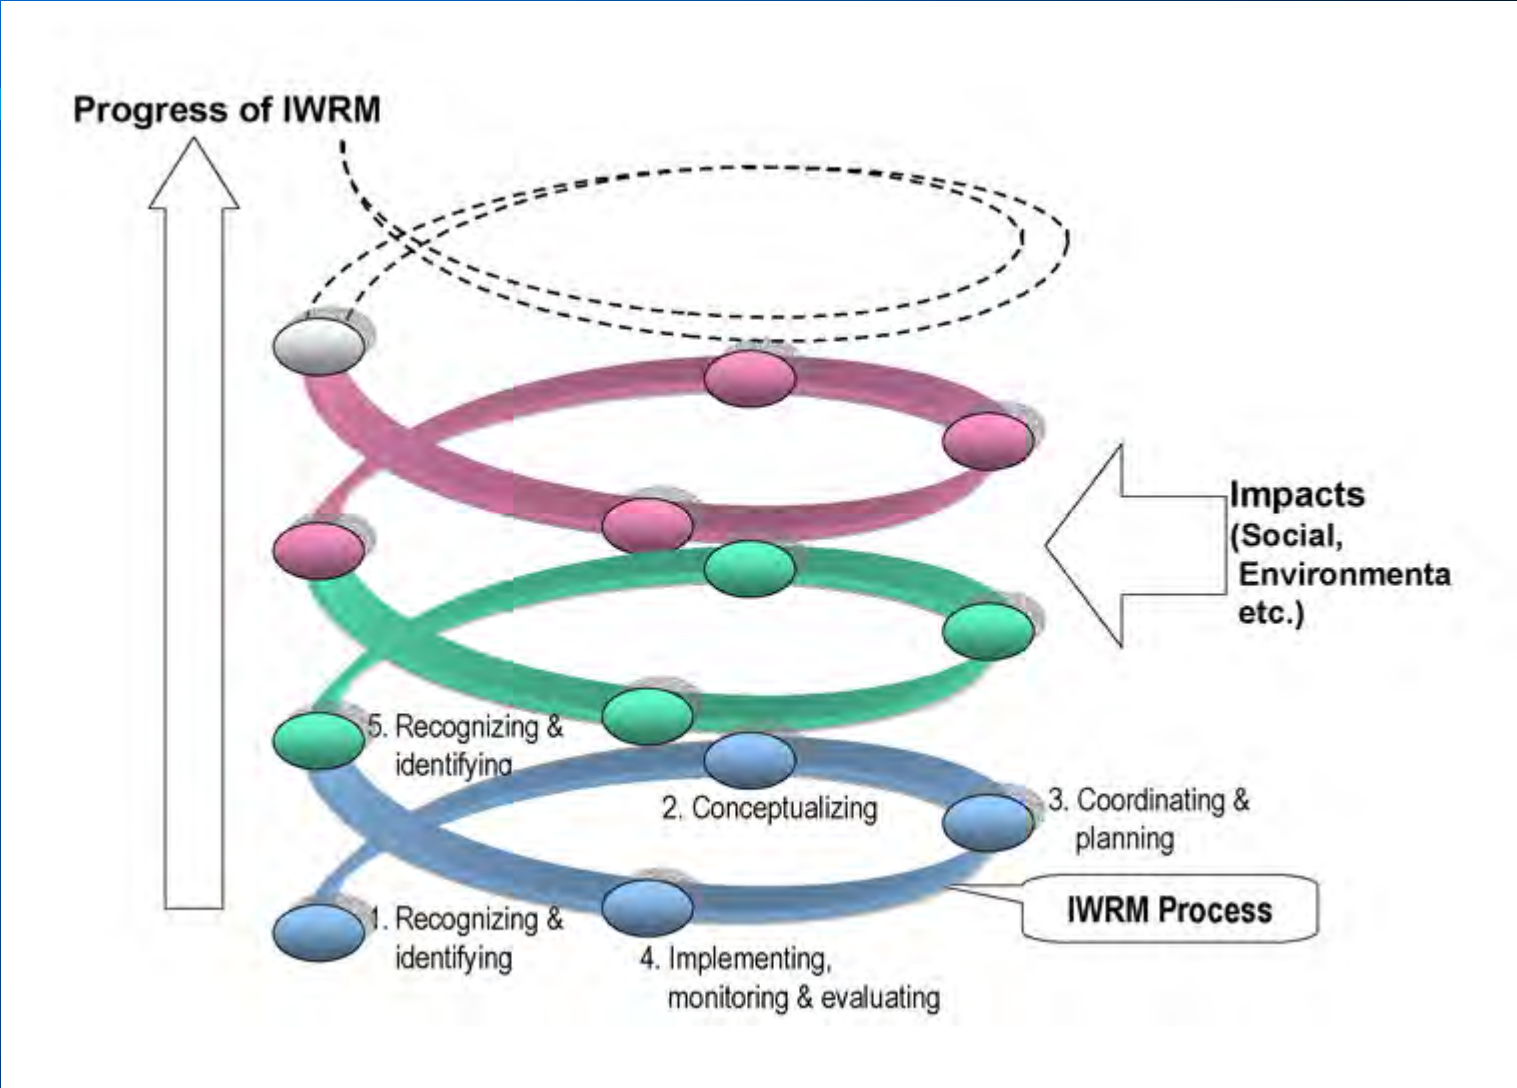 Progress of IWRM
Impacts
(Social,
Environmenta
etc.)
5. Recognizing &
identifying
2. Conceptualizing
3. Coordinating &
planning
IWRM Process
1. Recognizing &
identifying
4. Implementing,
monitoring & evaluating